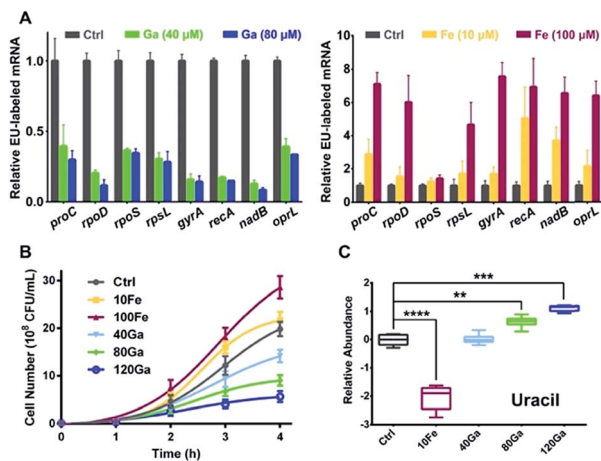 A
Ctrl Ga (40 μM) Ga (80 μM)
Relative EU-labeled mRNA
1.0
0.5
0.0
proC rpoD rpoS rpsL gyrA recA nadB oprL
Ctrl Fe (10 μM) Fe (100 μM)
Relative EU-labeled mRNA
10
8
6
4
2
0
proC rpoD rpoS rpsL gyrA recA nadB oprL
B
Cell Number (10⁸ CFU/mL)
30
20
10
0
Ctrl
10Fe
100Fe
40Ga
80Ga
120Ga
0 1 2 3 4
Time (h)
C
Relative Abundance
2
1
0
-1
-2
-3
***
**
****
Uracil
Ctrl 10Fe 40Ga 80Ga 120Ga